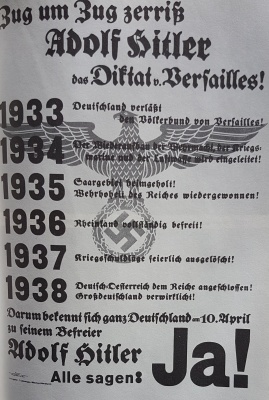 Zug um Zug zerriß
Adolf Hitler
das Diktat v. Versailles!
1933 Deutschland verläßt
den Völkerbund von Versailles!
1934 Der Wiederaufbau der Wehrmacht, der Kriegs-
marine und der Luftwaffe wird eingeleitet!
1935 Saargebiet heimgeholt!
Wehrhoheit des Reiches wiedergewonnen!
1936 Rheinland vollständig befreit!
1937 Kriegsschuldlüge feierlich ausgelöscht!
1938 Deutsch-Oesterreich dem Reiche angeschlossen!
Großdeutschland verwirklicht!
Darum bekennt sich ganz Deutschland am 10. April
zu seinem Befreier
Adolf Hitler
Alle sagen: Ja!